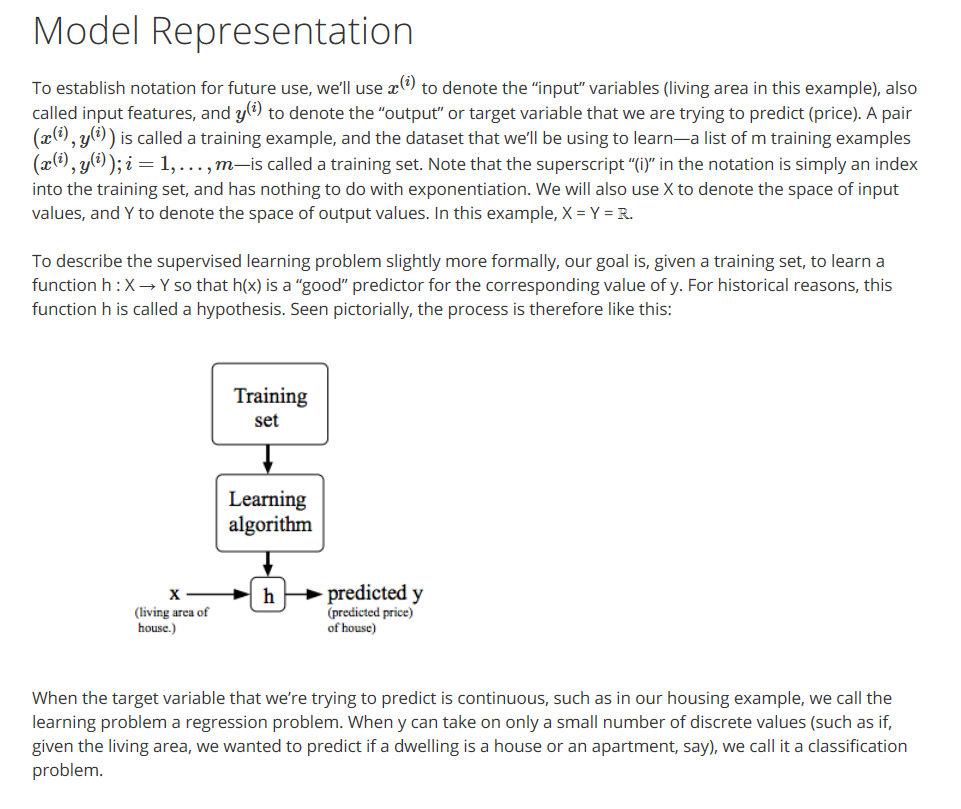 Model Representation
To establish notation for future use, we'll use x^(i) to denote the “input” variables (living area in this example), also
called input features, and y^(i) to denote the “output” or target variable that we are trying to predict (price). A pair
(x^(i), y^(i)) is called a training example, and the dataset that we'll be using to learn—a list of m training examples
(x^(i), y^(i)); i = 1, . . . , m—is called a training set. Note that the superscript “(i)” in the notation is simply an index
into the training set, and has nothing to do with exponentiation. We will also use X to denote the space of input
values, and Y to denote the space of output values. In this example, X = Y = ℝ.
To describe the supervised learning problem slightly more formally, our goal is, given a training set, to learn a
function h : X → Y so that h(x) is a “good” predictor for the corresponding value of y. For historical reasons, this
function h is called a hypothesis. Seen pictorially, the process is therefore like this:
Training
set
Learning
algorithm
x
(living area of
house.)
h
predicted y
(predicted price)
of house)
When the target variable that we're trying to predict is continuous, such as in our housing example, we call the
learning problem a regression problem. When y can take on only a small number of discrete values (such as if,
given the living area, we wanted to predict if a dwelling is a house or an apartment, say), we call it a classification
problem.